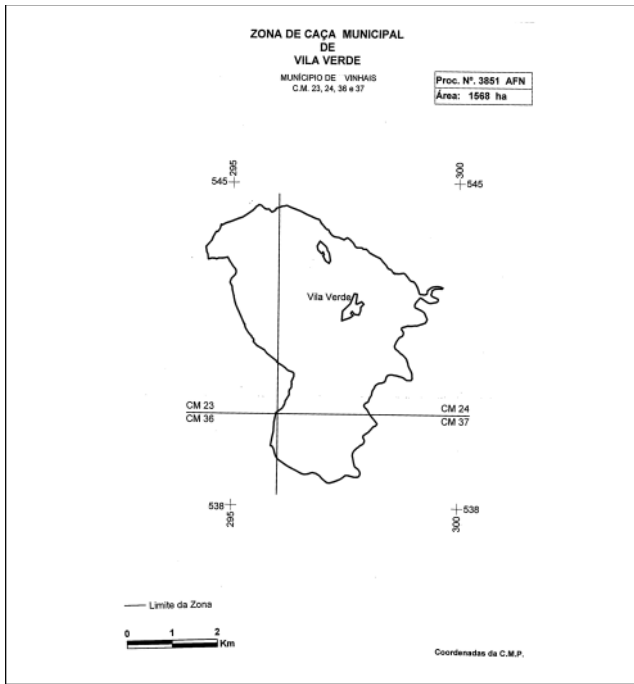 ZONA DE CAÇA MUNICIPAL
DE
VILA VERDE
MUNÍCIPIO DE VINHAIS
C.M. 23, 24, 36 e 37
Proc. Nº. 3851 AFN
Área: 1568 ha
295
300
545
545
Vila Verde
CM 23
CM 24
CM 36
CM 37
538
538
295
300
Limite da Zona
0 1 2
Km
Coordenadas da C.M.P.